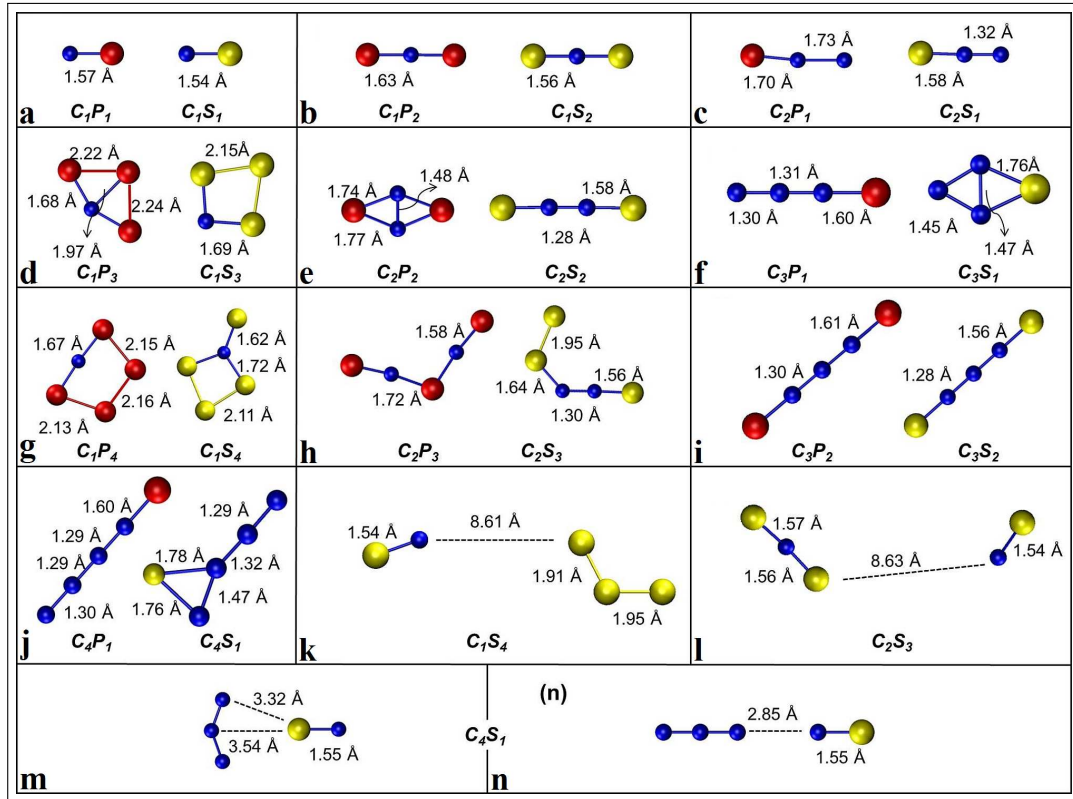 1.57 Å 1.54 Å
a C₁P₁ C₁S₁
1.63 Å 1.56 Å
b C₁P₂ C₁S₂
1.73 Å 1.32 Å
1.70 Å 1.58 Å
c C₂P₁ C₂S₁
2.22 Å 2.15Å
1.68 Å 2.24 Å
1.97 Å 1.69 Å
d C₁P₃ C₁S₃
1.74 Å 1.48 Å 1.58 Å
1.77 Å 1.28 Å
e C₂P₂ C₂S₂
1.31 Å 1.76Å
1.30 Å 1.60 Å 1.45 Å 1.47 Å
f C₃P₁ C₃S₁
1.67 Å 2.15 Å 1.62 Å
1.72 Å
2.13 Å 2.16 Å 2.11 Å
g C₁P₄ C₁S₄
1.58 Å 1.95 Å
1.72 Å 1.64 Å 1.56 Å
1.30 Å
h C₂P₃ C₂S₃
1.61 Å 1.56 Å
1.30 Å 1.28 Å
i C₃P₂ C₃S₂
1.60 Å 1.29 Å
1.29 Å 1.78 Å 1.32 Å
1.29 Å 1.47 Å
1.30 Å 1.76 Å
j C₄P₁ C₄S₁
1.54 Å 8.61 Å
1.91 Å
1.95 Å
k C₁S₄
1.57 Å 1.54 Å
1.56 Å 8.63 Å
l C₂S₃
3.32 Å
3.54 Å 1.55 Å
m
C₄S₁
(n)
2.85 Å
1.55 Å
n